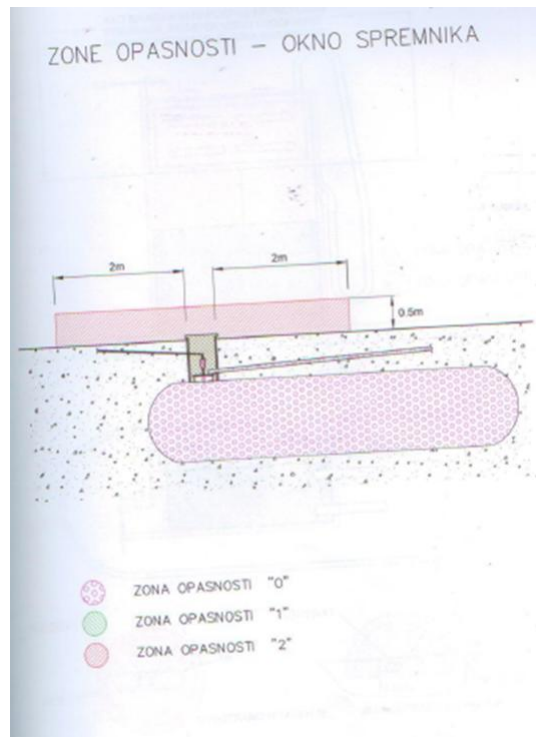 ZONE OPASNOSTI – OKNO SPREMNIKA
2m
2m
0.5m
ZONA OPASNOSTI "0"
ZONA OPASNOSTI "1"
ZONA OPASNOSTI "2"